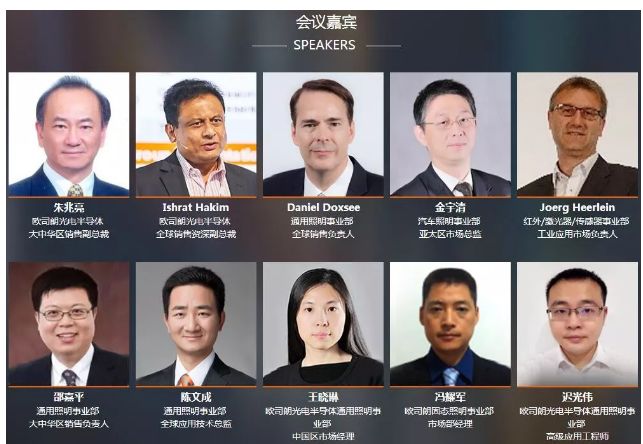 会议嘉宾
SPEAKERS
朱兆亮
欧司朗光电半导体
大中华区销售副总裁
Ishrat Hakim
欧司朗光电半导体
全球销售资深副总裁
Daniel Doxsee
通用照明事业部
全球销售负责人
金宇清
汽车照明事业部
亚太区市场总监
Joerg Heerlein
红外/激光器/传感器事业部
工业应用市场负责人
邵嘉平
通用照明事业部
大中华区销售负责人
陈文成
通用照明事业部
全球应用技术总监
王晓琳
欧司朗光电半导体通用照明事
业部
中国区市场经理
冯耀军
欧司朗固态照明事业部
市场部经理
迟光伟
欧司朗光电半导体通用照明事
业部
高级应用工程师